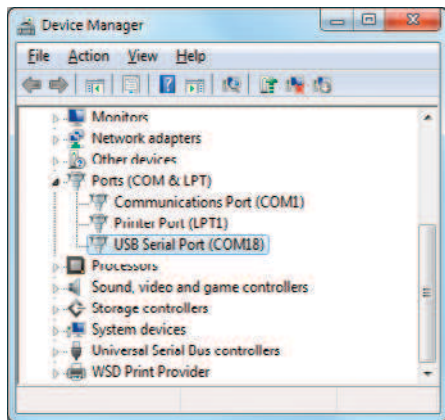 Device Manager
File Action View Help
Monitors
Network adapters
Other devices
Ports (COM & LPT)
Communications Port (COM1)
Printer Port (LPT1)
USB Serial Port (COM18)
Processors
Sound, video and game controllers
Storage controllers
System devices
Universal Serial Bus controllers
WSD Print Provider